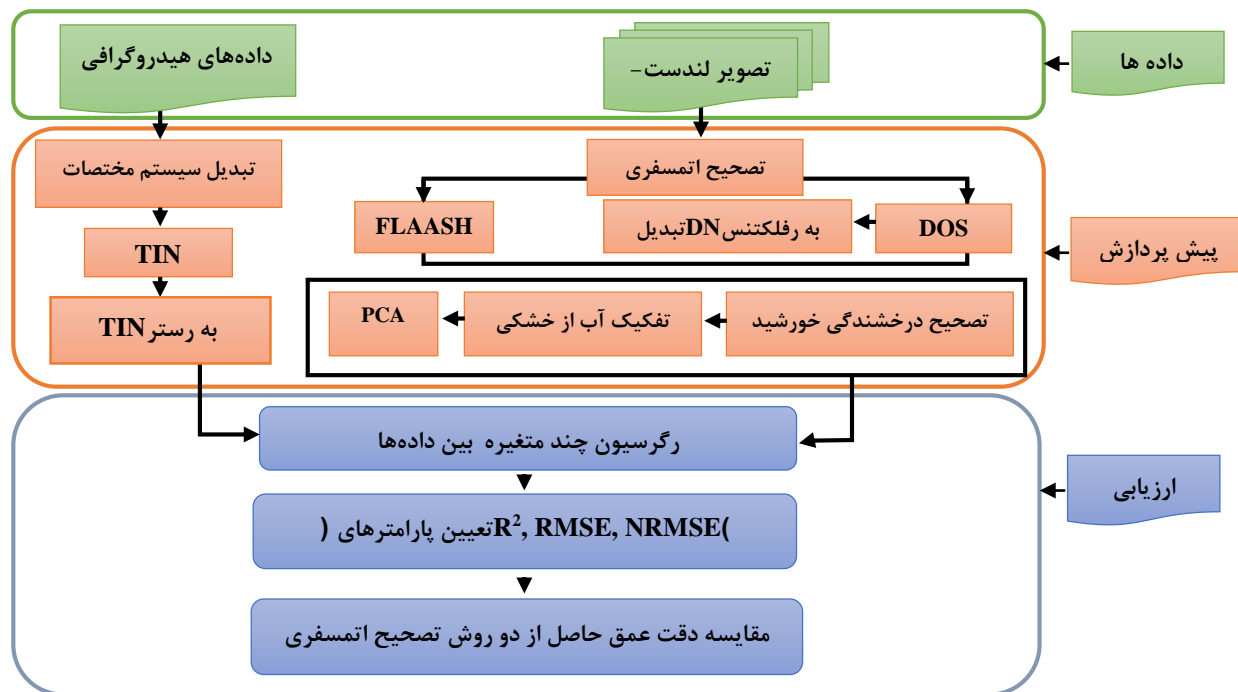 داده‌های هیدروگرافی
تصویر لندست-
داده ها
تبدیل سیستم مختصات
تصحیح اتمسفری
FLAASH
به رفلکتنسDNتبدیل
DOS
TIN
پیش پردازش
به رسترTIN
PCA
تفکیک آب از خشکی
تصحیح درخشندگی خورشید
رگرسیون چند متغیره بین داده‌ها
ارزیابی
)R², RMSE, NRMSEتعیین پارامترهای (
مقایسه دقت عمق حاصل از دو روش تصحیح اتمسفری